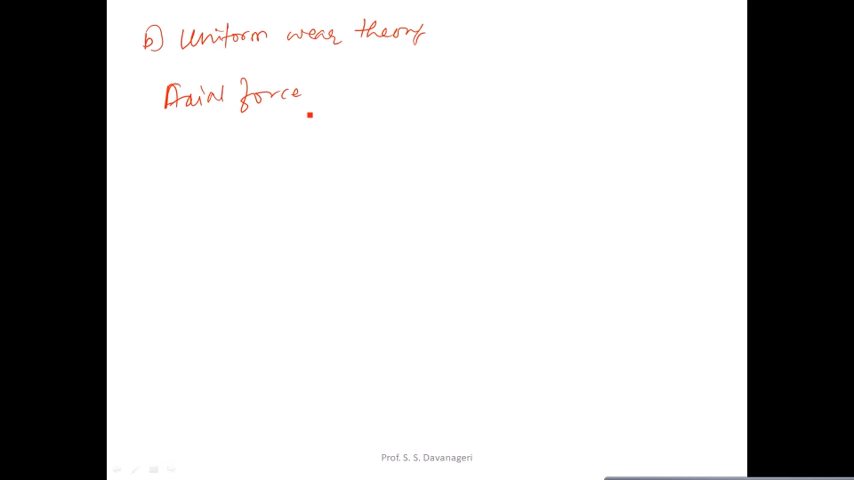 b) Uniform wear theory
Axial force
Prof. S. S. Davanageri